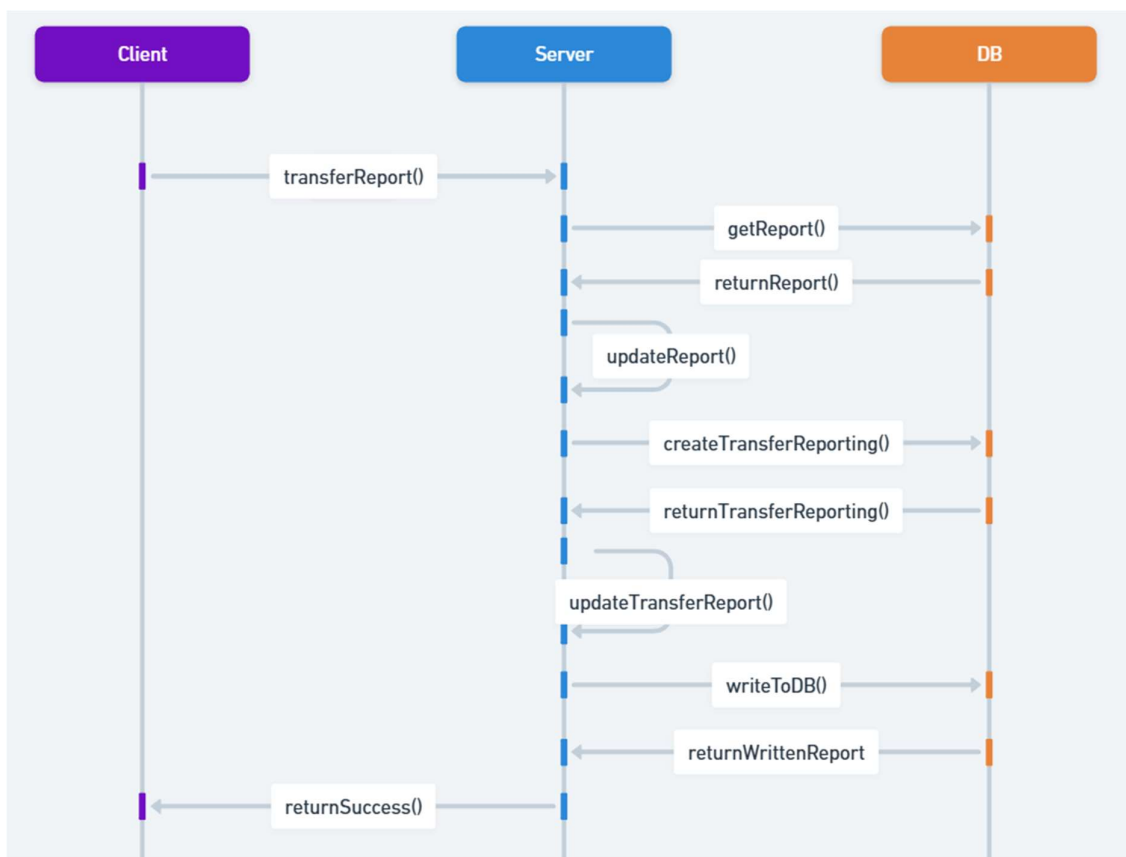 Client
Server
DB
transferReport()
getReport()
returnReport()
updateReport()
createTransferReporting()
returnTransferReporting()
updateTransferReport()
writeToDB()
returnWrittenReport
returnSuccess()